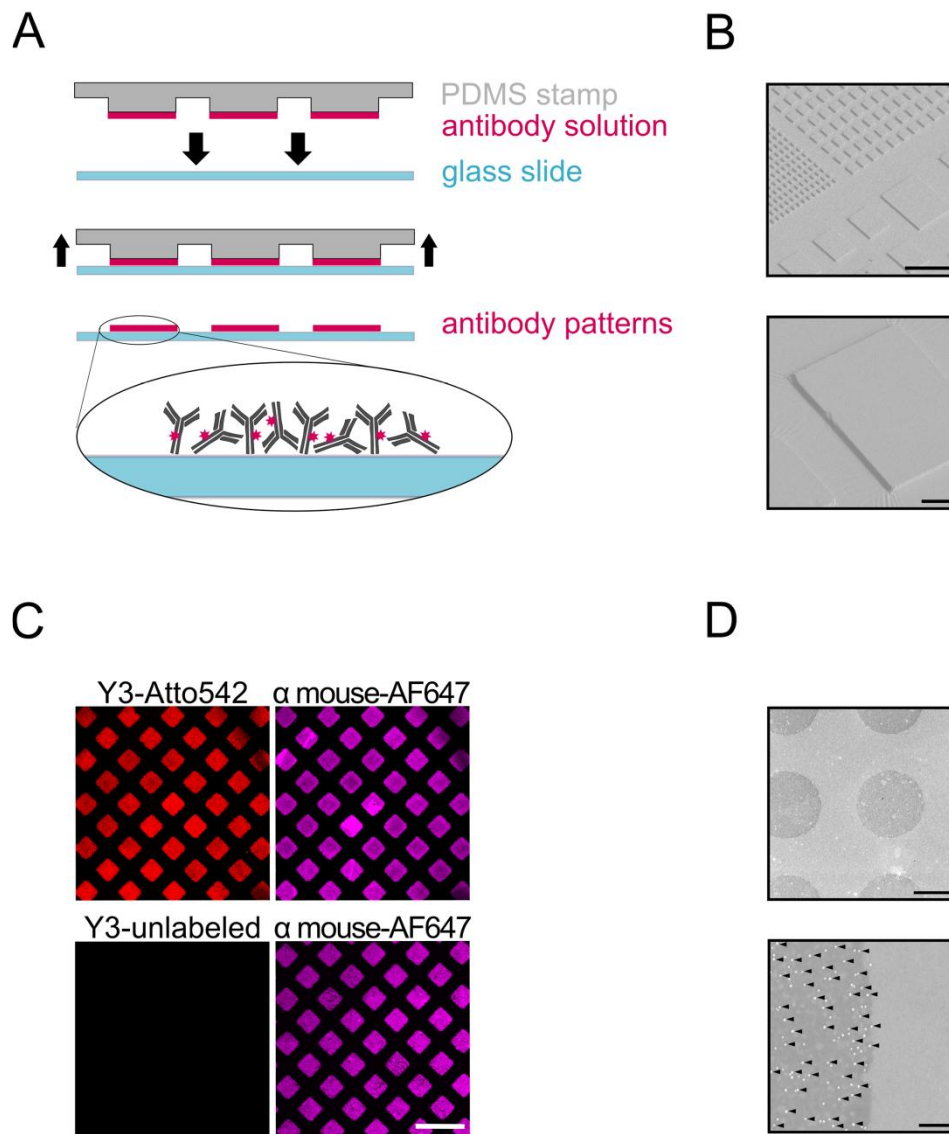 A
PDMS stamp
antibody solution
glass slide
antibody patterns
B
C
Y3-Atto542
α mouse-AF647
Y3-unlabeled
α mouse-AF647
D